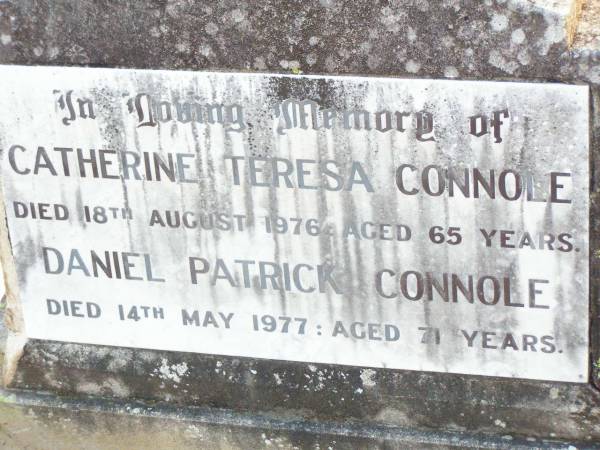 In Loving Memory of
CATHERINE TERESA CONNOLE
DIED 18TH AUGUST 1976: AGED 65 YEARS.
DANIEL PATRICK CONNOLE
DIED 14TH MAY 1977: AGED 71 YEARS.